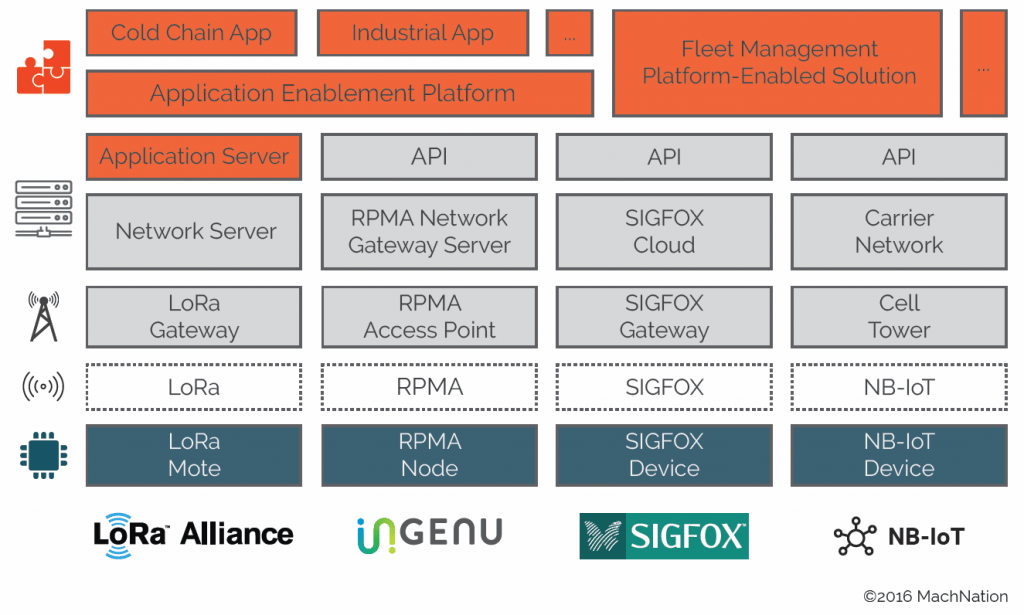 Cold Chain App
Industrial App
...
Fleet Management
Platform-Enabled Solution
...
Application Enablement Platform
Application Server
API
API
API
Network Server
RPMA Network
Gateway Server
SIGFOX
Cloud
Carrier
Network
LoRa
Gateway
RPMA
Access Point
SIGFOX
Gateway
Cell
Tower
LoRa
RPMA
SIGFOX
NB-IoT
LoRa
Mote
RPMA
Node
SIGFOX
Device
NB-IoT
Device
LoRa™ Alliance
inGENU
SIGFOX™
NB-IoT
©2016 MachNation